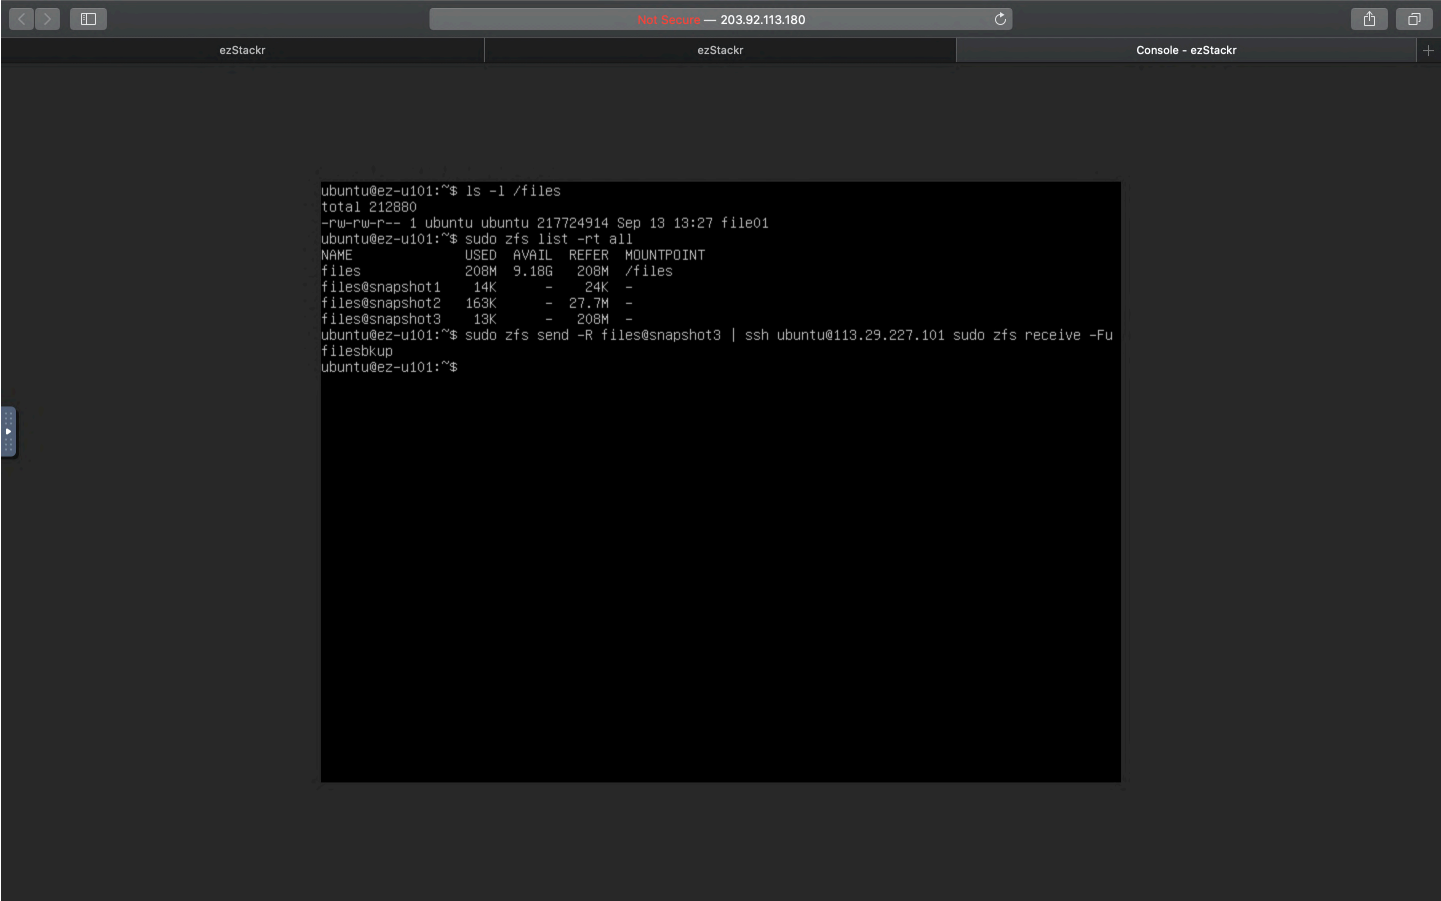 Not Secure — 203.92.113.180
ezStackr
ezStackr
Console - ezStackr
ubuntu@ez-u101:~$ ls -l /files
total 212880
-rw-rw-r-- 1 ubuntu ubuntu 217724914 Sep 13 13:27 file01
ubuntu@ez-u101:~$ sudo zfs list -rt all
NAME USED AVAIL REFER MOUNTPOINT
files 208M 9.18G 208M /files
files@snapshot1 14K - 24K -
files@snapshot2 163K - 27.7M -
files@snapshot3 13K - 208M -
ubuntu@ez-u101:~$ sudo zfs send -R files@snapshot3 | ssh ubuntu@113.29.227.101 sudo zfs receive -Fu
filesbkup
ubuntu@ez-u101:~$